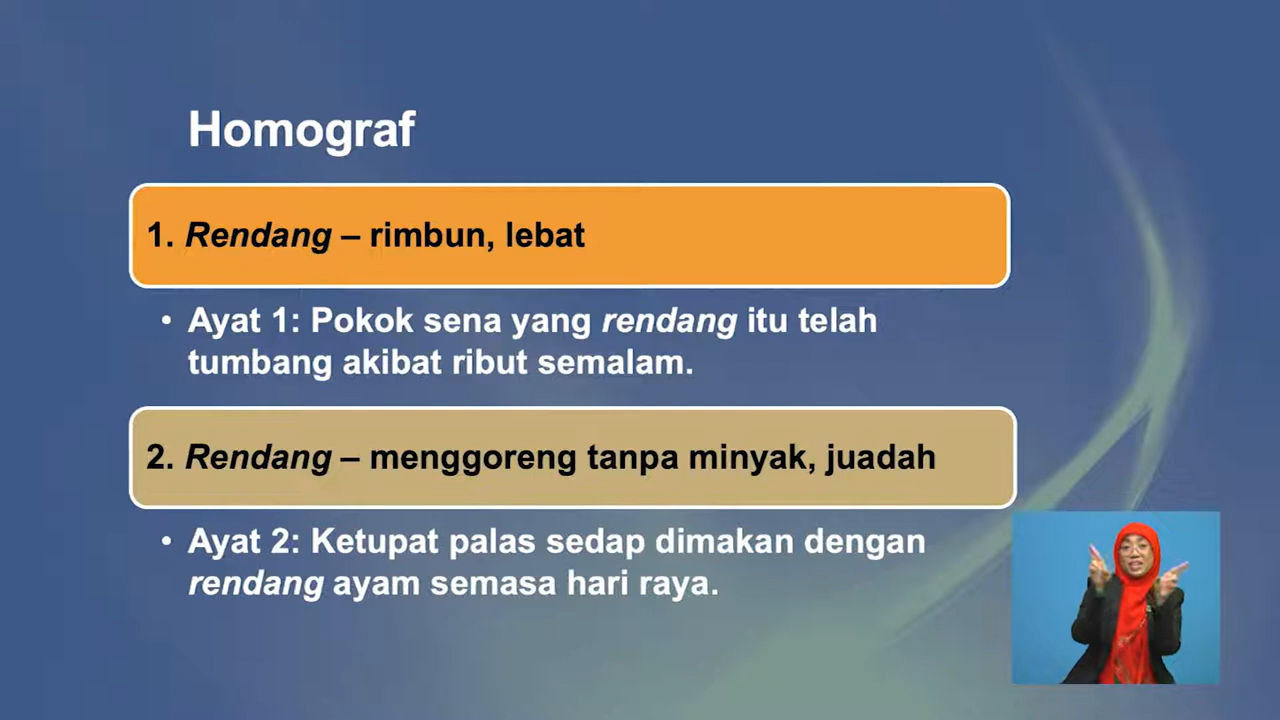 Homograf
1. Rendang – rimbun, lebat
• Ayat 1: Pokok sena yang rendang itu telah
tumbang akibat ribut semalam.
2. Rendang – menggoreng tanpa minyak, juadah
• Ayat 2: Ketupat palas sedap dimakan dengan
rendang ayam semasa hari raya.